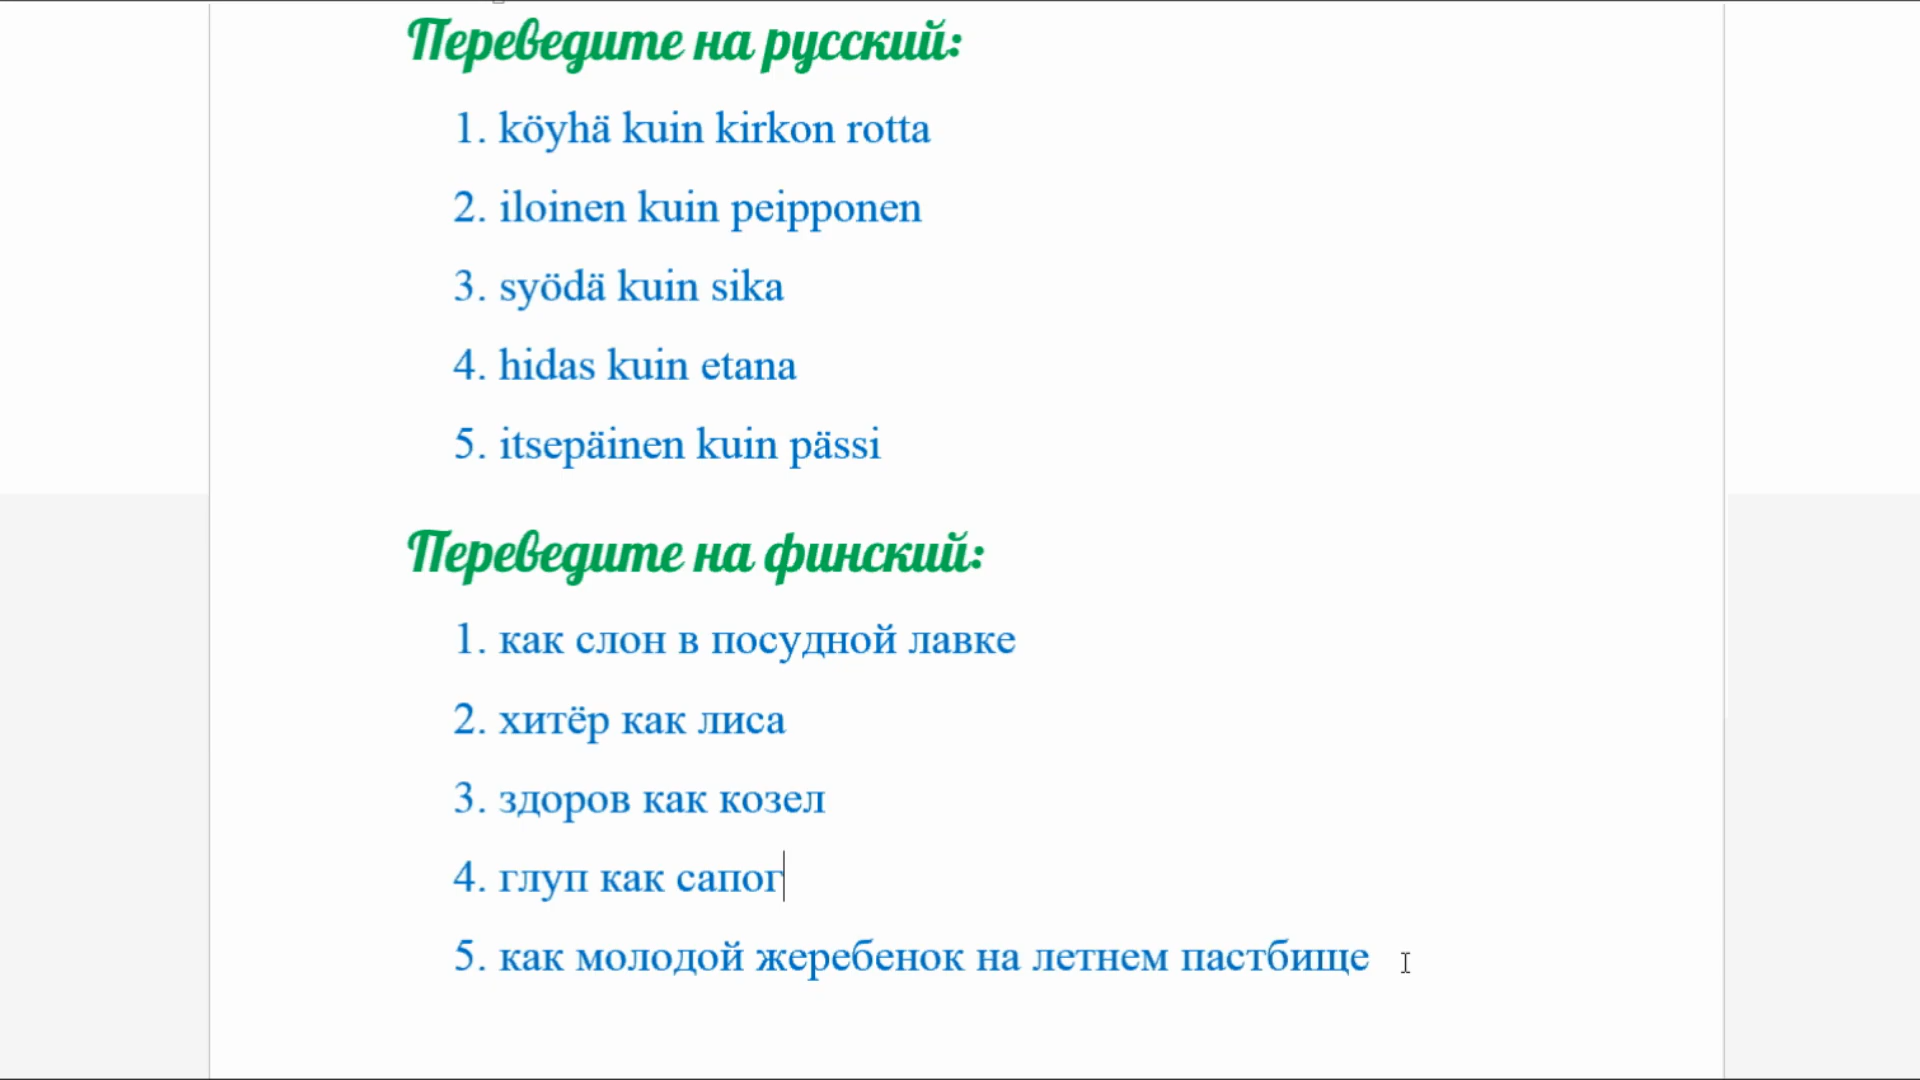 Переведите на русский:
1. köyhä kuin kirkon rotta
2. iloinen kuin peipponen
3. syödä kuin sika
4. hidas kuin etana
5. itsepäinen kuin pässi
Переведите на финский:
1. как слон в посудной лавке
2. хитёр как лиса
3. здоров как козел
4. глуп как сапог
5. как молодой жеребенок на летнем пастбище